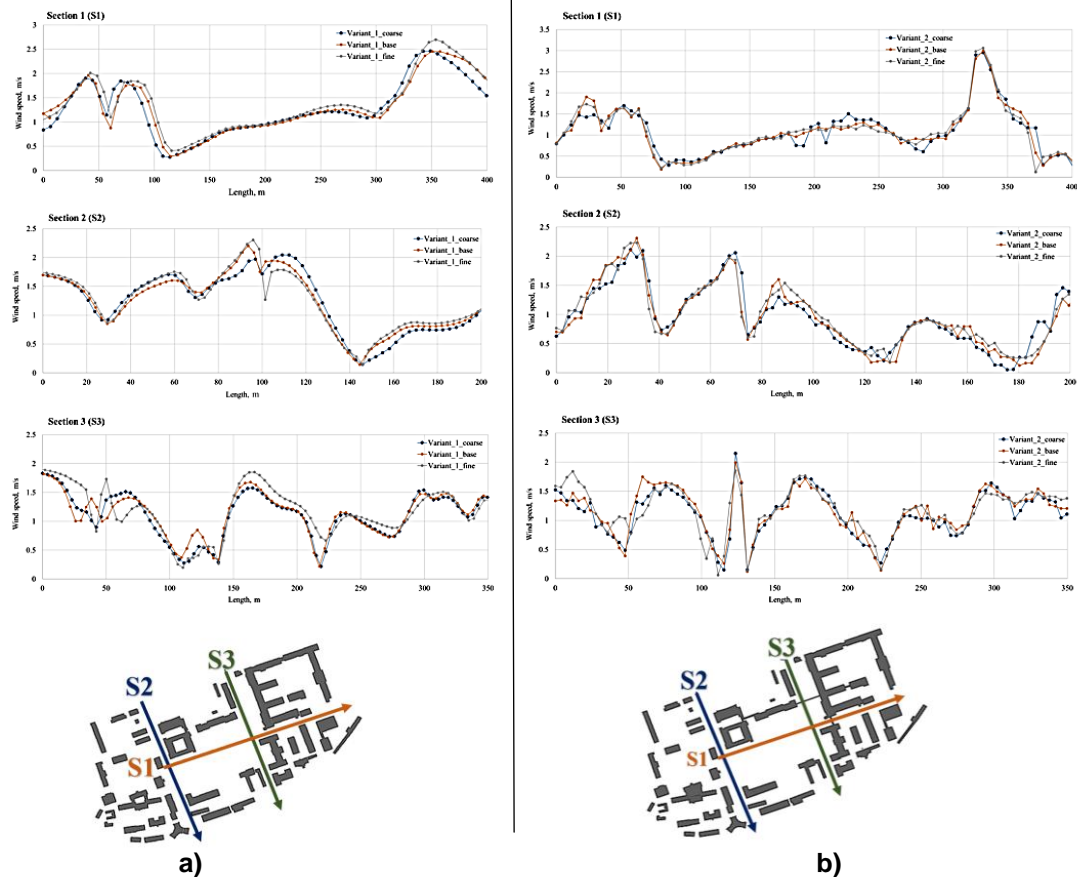 Section 1 (S1)
Wind speed, m/s
3
2.5
2
1.5
1
0.5
0
0 50 100 150 200 250 300 350 400
Length, m
Variant_1_coarse
Variant_1_base
Variant_1_fine
Section 2 (S2)
Wind speed, m/s
2.5
2
1.5
1
0.5
0
0 20 40 60 80 100 120 140 160 180 200
Length, m
Variant_1_coarse
Variant_1_base
Variant_1_fine
Section 3 (S3)
Wind speed, m/s
2.5
2
1.5
1
0.5
0
0 50 100 150 200 250 300 350
Length, m
Variant_1_coarse
Variant_1_base
Variant_1_fine
S3
S2
S1
a)
Section 1 (S1)
Wind speed, m/s
3.5
3
2.5
2
1.5
1
0.5
0
0 50 100 150 200 250 300 350 400
Length, m
Variant_2_coarse
Variant_2_base
Variant_2_fine
Section 2 (S2)
Wind speed, m/s
2.5
2
1.5
1
0.5
0
0 20 40 60 80 100 120 140 160 180 200
Length, m
Variant_2_coarse
Variant_2_base
Variant_2_fine
Section 3 (S3)
Wind speed, m/s
2.5
2
1.5
1
0.5
0
0 50 100 150 200 250 300 350
Length, m
Variant_2_coarse
Variant_2_base
Variant_2_fine
S3
S2
S1
b)